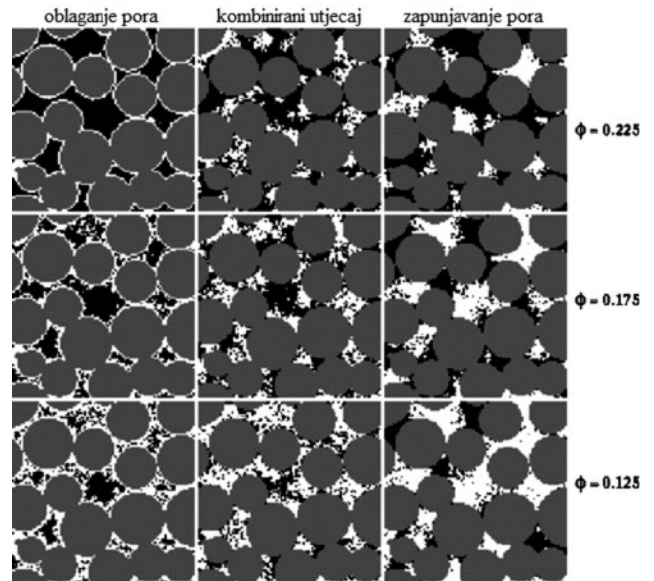 oblaganje pora
kombinirani utjecaj
zapunjavanje pora
ϕ = 0.225
ϕ = 0.175
ϕ = 0.125